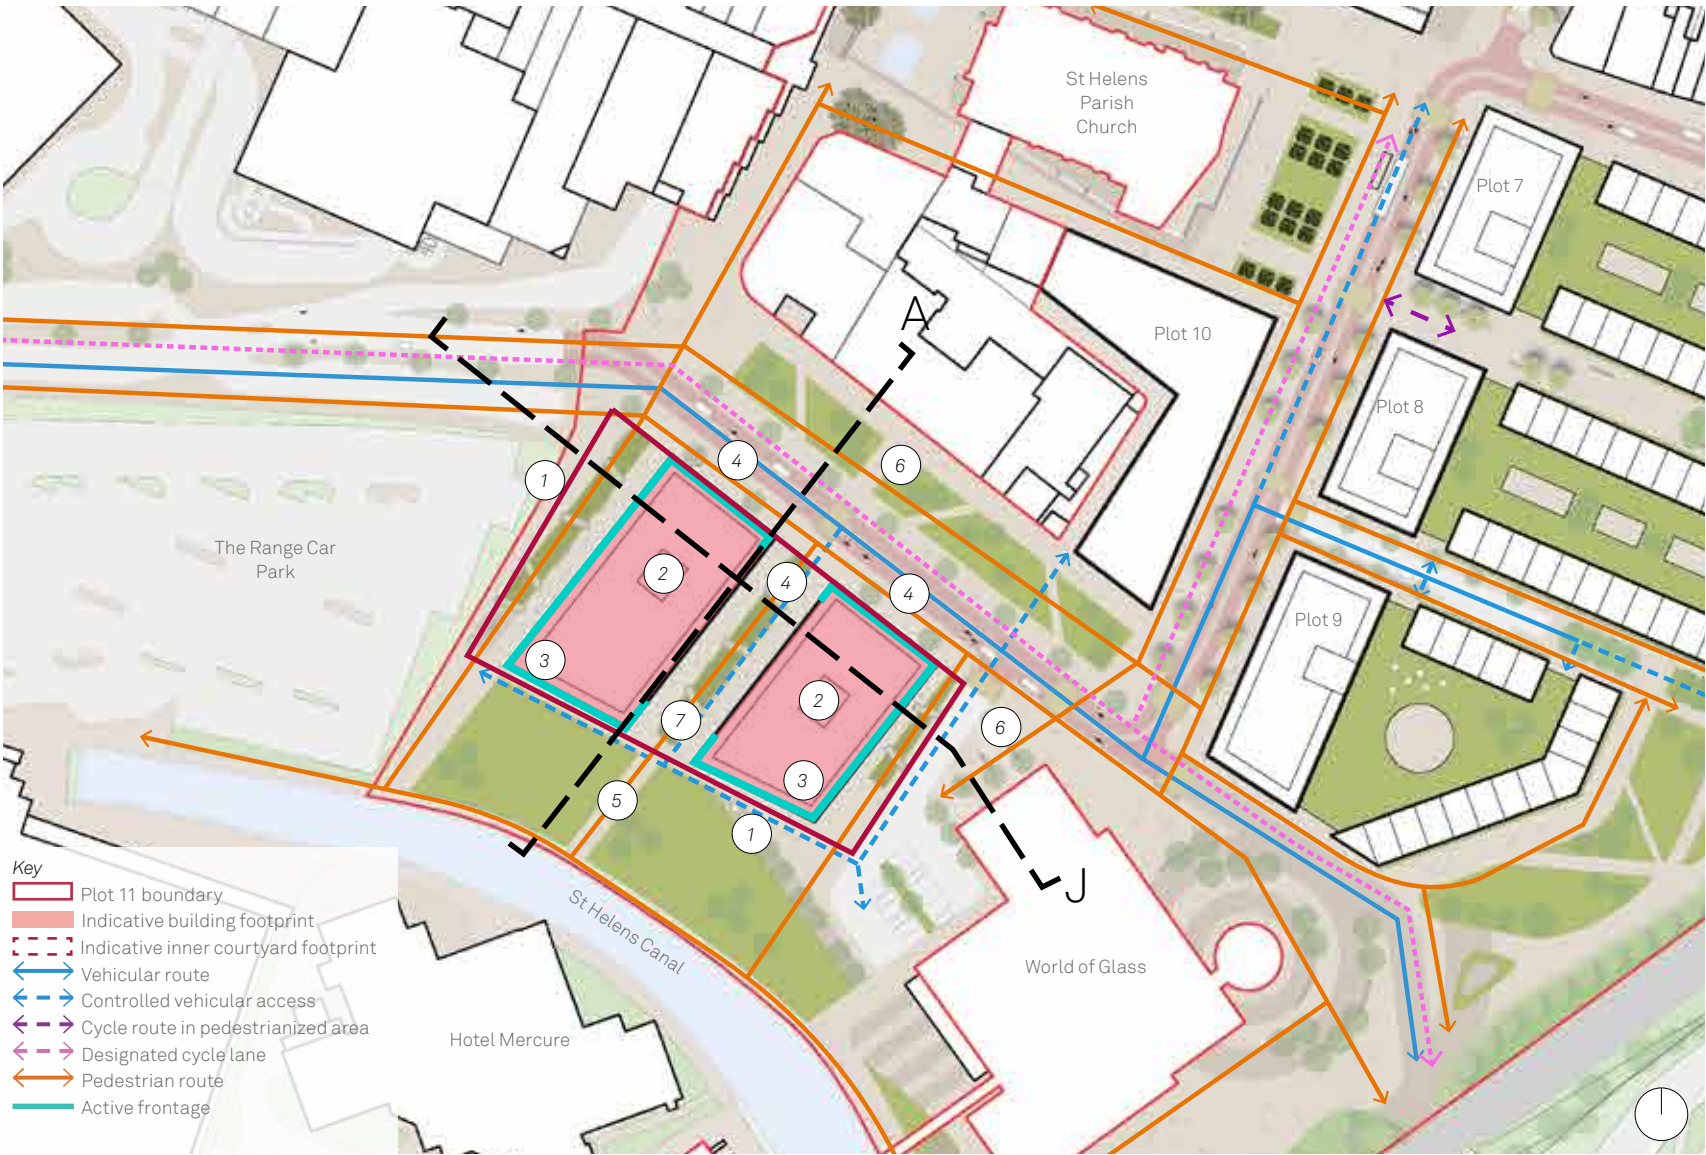 St Helens
Parish
Church
Plot 7
A
Plot 10
Plot 8
4
6
1
The Range Car
Park
2
4
4
Plot 9
3
2
7
6
3
5
1
J
Key
Plot 11 boundary
Indicative building footprint
Indicative inner courtyard footprint
Vehicular route
Controlled vehicular access
Cycle route in pedestrianized area
Designated cycle lane
Pedestrian route
Active frontage
St Helens Canal
World of Glass
Hotel Mercure